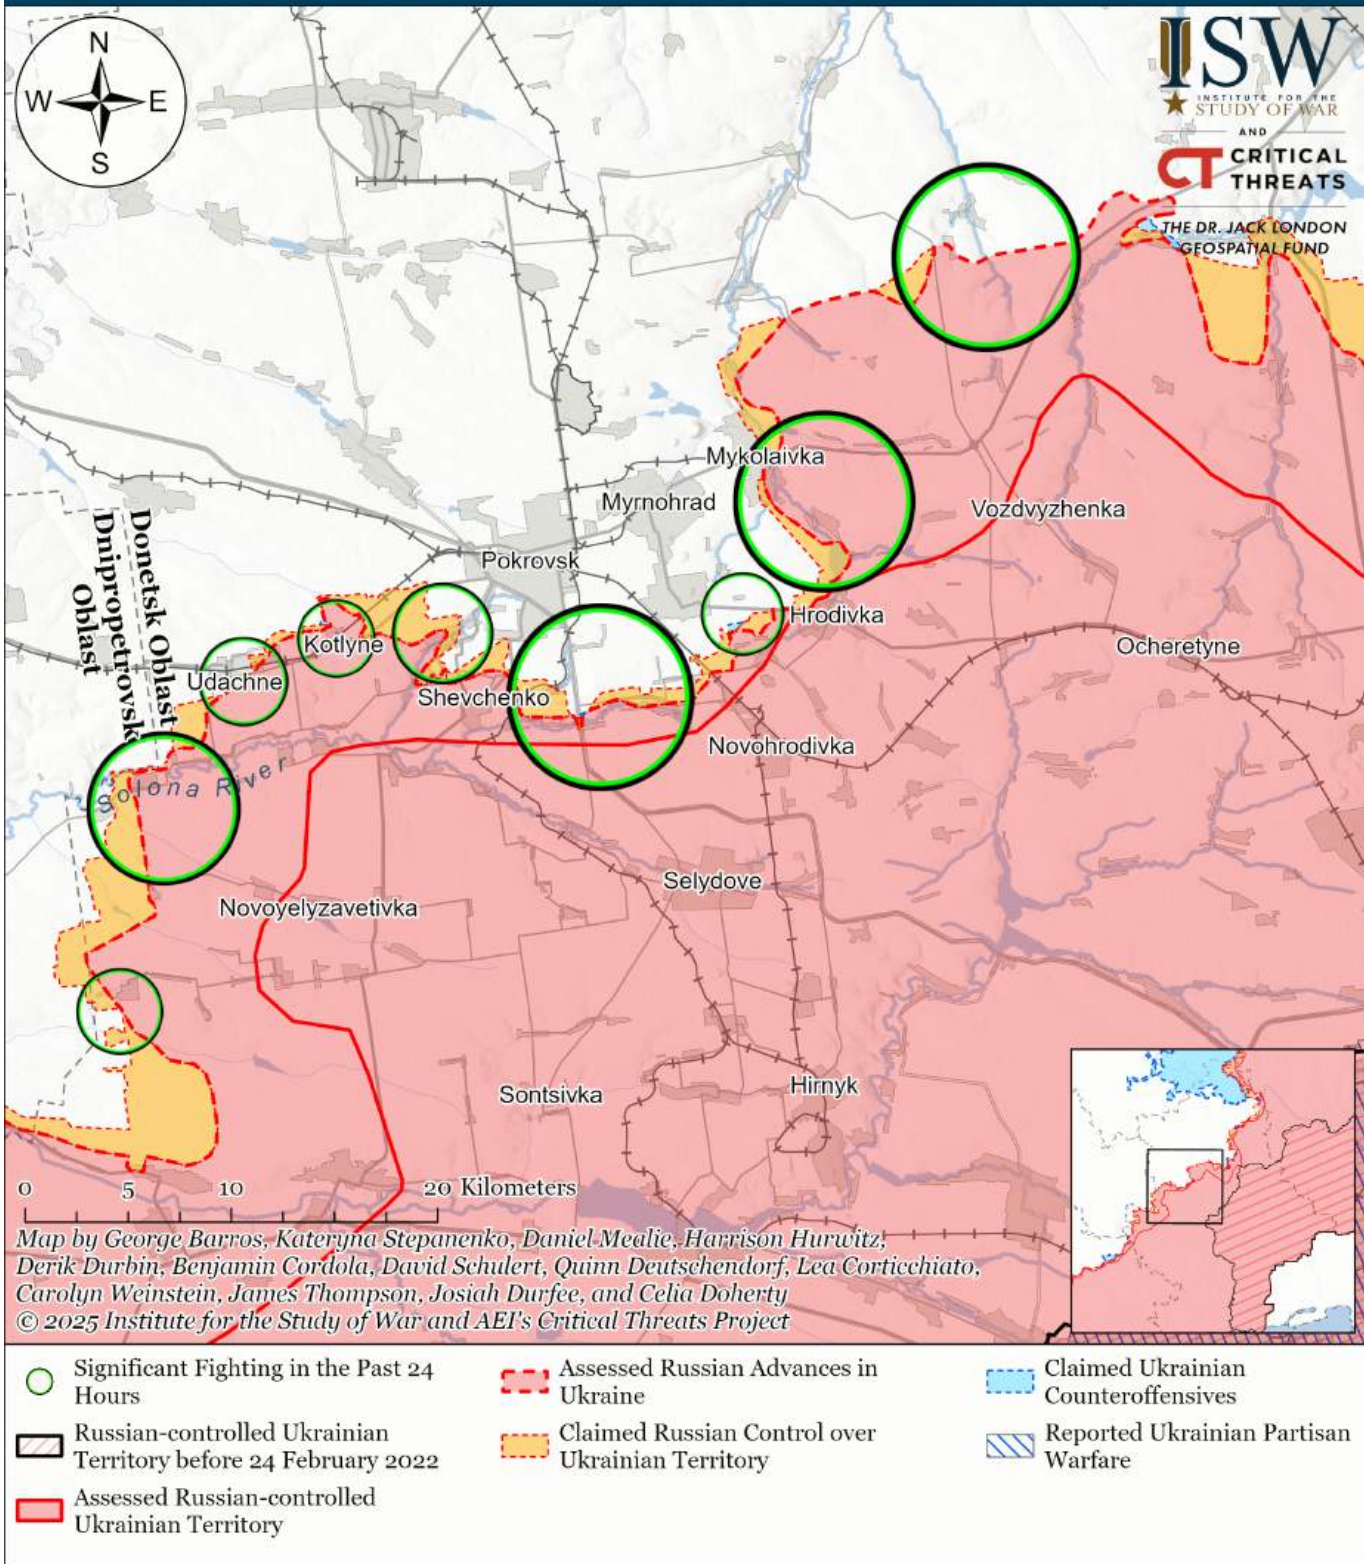 N
W
E
S
ISW
INSTITUTE FOR THE
STUDY OF WAR
AND
CT CRITICAL
THREATS
THE DR. JACK LONDON
GEOSPATIAL FUND
Mykolaivka
Myrnohrad
Vozdvyzhenka
Pokrovsk
Donetsk Oblast
Dnipropetrovsk
Oblast
Hrodivka
Kotlyne
Ocheretyne
Udachne
Shevchenko
Novohrodivka
Solona River
Selydove
Novoyelyzavetivka
Sontsivka
Hirnyk
0 5 10 20 Kilometers
Map by George Barros, Kateryna Stepanenko, Daniel Mealie, Harrison Hurwitz,
Derik Durbin, Benjamin Cordola, David Schulert, Quinn Deutschendorf, Lea Corticchiato,
Carolyn Weinstein, James Thompson, Josiah Durfee, and Celia Doherty
© 2025 Institute for the Study of War and AEI's Critical Threats Project
Significant Fighting in the Past 24
Hours
Russian-controlled Ukrainian
Territory before 24 February 2022
Assessed Russian-controlled
Ukrainian Territory
Assessed Russian Advances in
Ukraine
Claimed Russian Control over
Ukrainian Territory
Claimed Ukrainian
Counteroffensives
Reported Ukrainian Partisan
Warfare